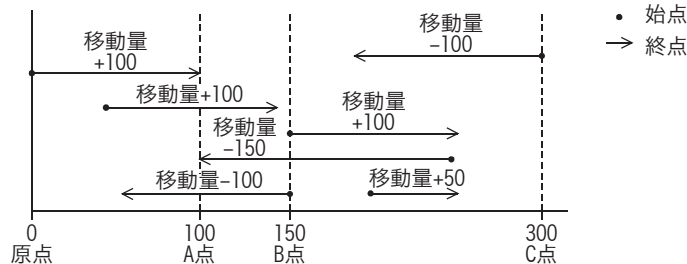 移動量
+100
移動量
–100
始点
終点
移動量+100
移動量
+100
移動量
–150
移動量–100
移動量+50
0
100
150
300
原点
A点
B点
C点